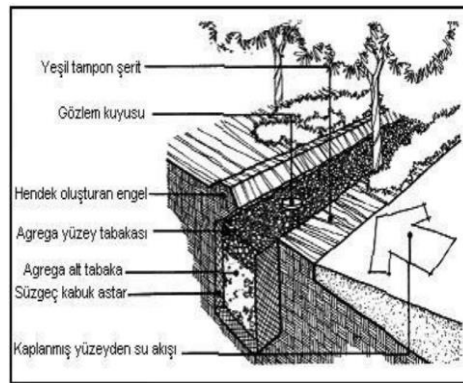 Yeşil tampon şerit
Gözlem kuyusu
Hendek oluşturan engel
Agrega yüzey tabakası
Agrega alt tabaka
Süzgeç kabuk astar
Kaplanmış yüzeyden su akışı